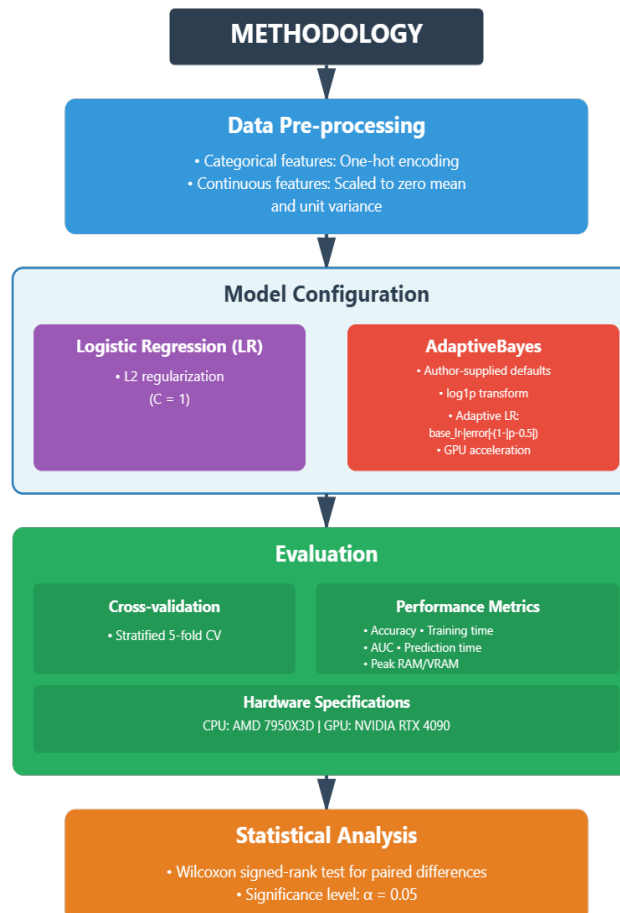 METHODOLOGY
Data Pre-processing
• Categorical features: One-hot encoding
• Continuous features: Scaled to zero mean
and unit variance
Model Configuration
Logistic Regression (LR)
• L2 regularization
(C = 1)
AdaptiveBayes
• Author-supplied defaults
• log1p transform
• Adaptive LR:
base_lr·|error|·(1-|p-0.5|)
• GPU acceleration
Evaluation
Cross-validation
• Stratified 5-fold CV
Performance Metrics
• Accuracy • Training time
• AUC • Prediction time
• Peak RAM/VRAM
Hardware Specifications
CPU: AMD 7950X3D | GPU: NVIDIA RTX 4090
Statistical Analysis
• Wilcoxon signed-rank test for paired differences
• Significance level: α = 0.05